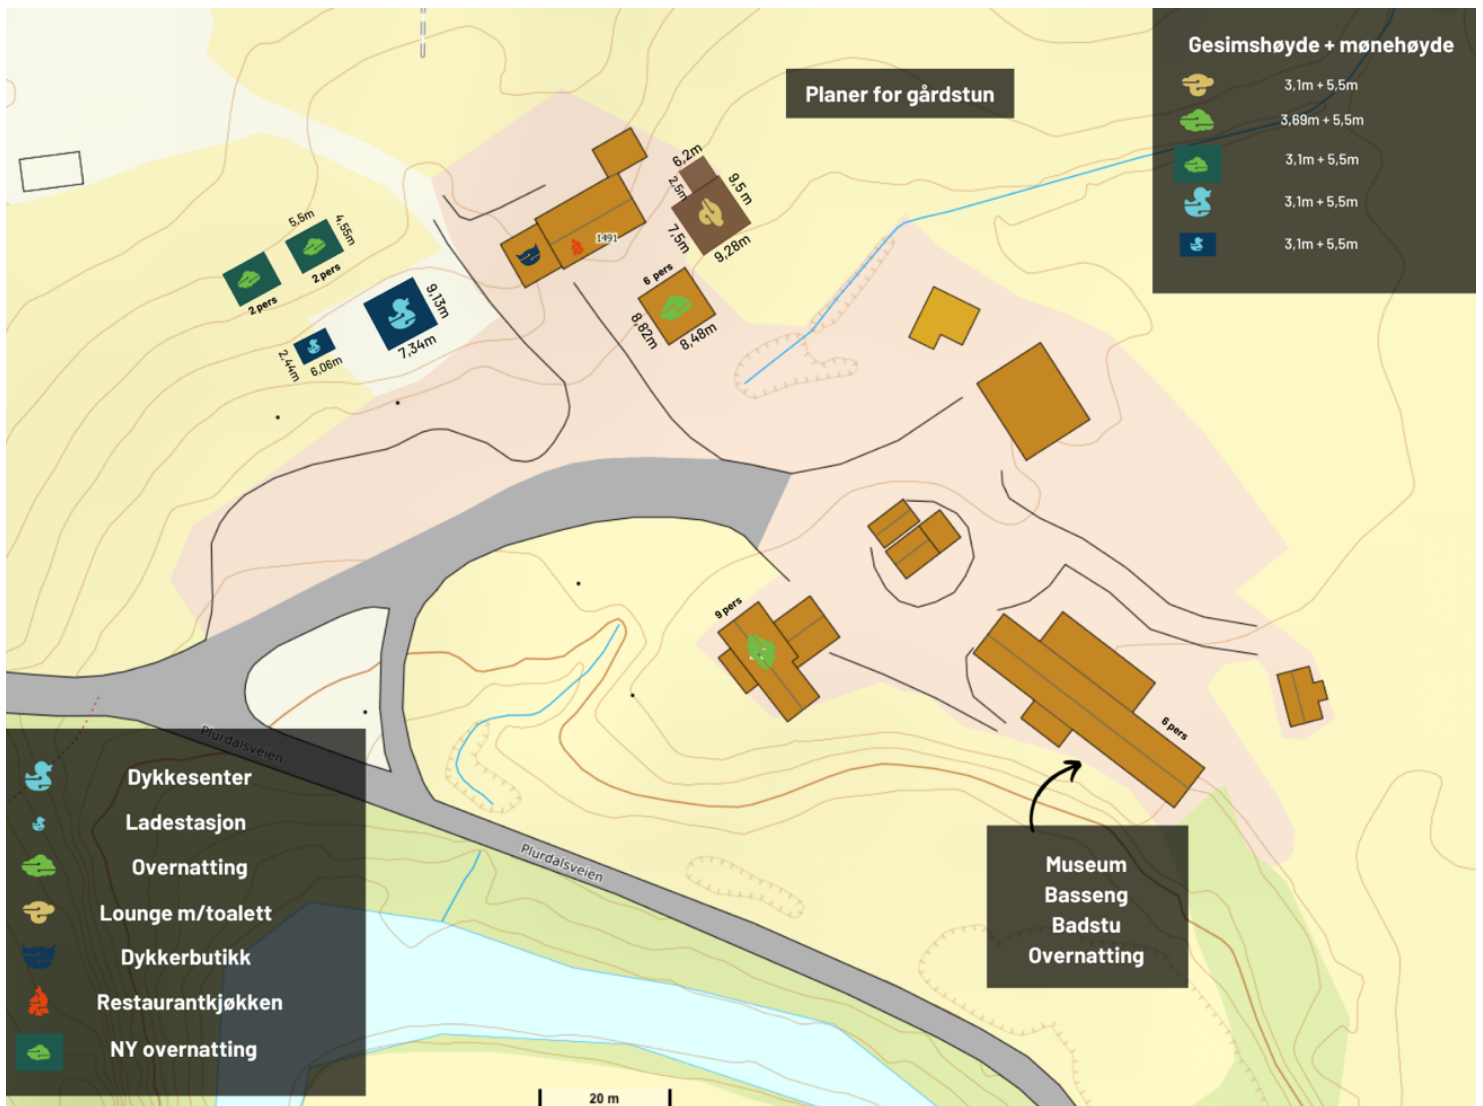 Planer for gårdstun
Gesimshøyde + mønehøyde
3,1m + 5,5m
3,69m + 5,5m
3,1m + 5,5m
3,1m + 5,5m
3,1m + 5,5m
6,2m
2,5m
9,5 m
7,5m
9,28m
1491
6 pers
8,82m
8,48m
5,5m
4,55m
2 pers
2 pers
9,13m
7,34m
2,44m
6,06m
9 pers
6 pers
Plurdalsveien
Plurdalsveien
Dykkesenter
Ladestasjon
Overnatting
Lounge m/toalett
Dykkerbutikk
Restaurantkjøkken
NY overnatting
Museum
Basseng
Badstu
Overnatting
20 m